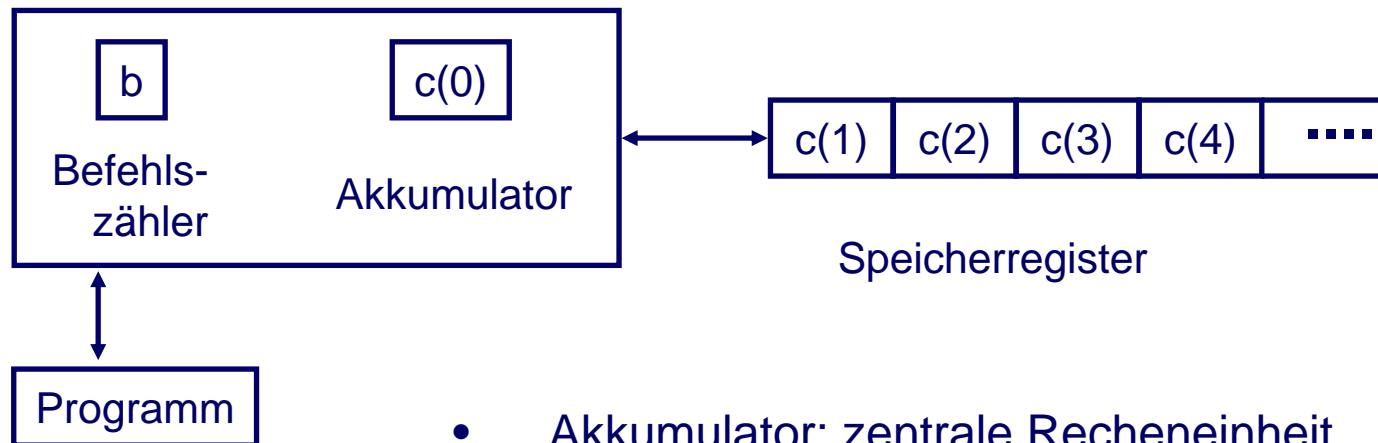 b
c(0)
Befehls-
zähler
Akkumulator
c(1) c(2) c(3) c(4) ....
Speicherregister
Programm
• Akkumulator: zentrale Recheneinheit